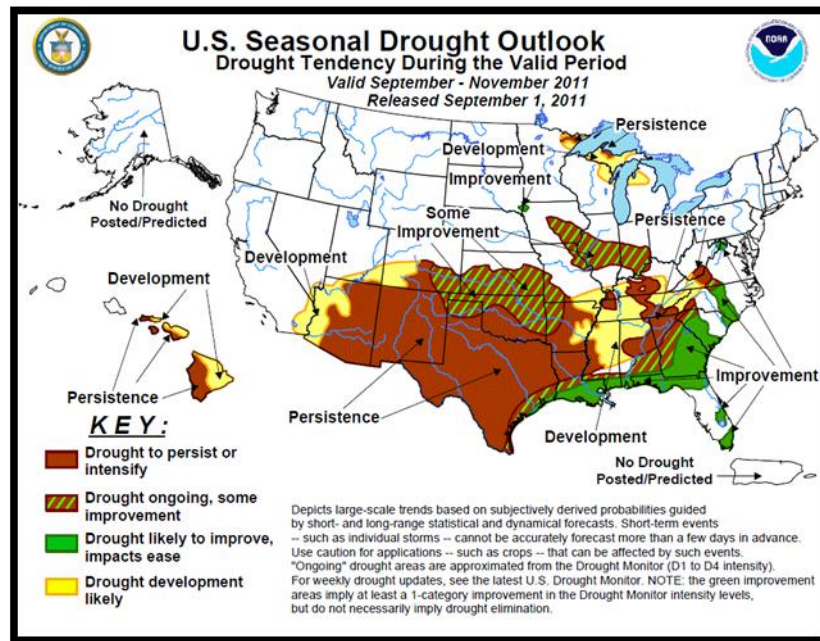 U.S. Seasonal Drought Outlook
Drought Tendency During the Valid Period
Valid September - November 2011
Released September 1, 2011
NOAA
Persistence
Development
Improvement
No Drought
Posted/Predicted
Some
Improvement
Persistence
Development
Development
Improvement
Persistence
Persistence
Development
No Drought
Posted/Predicted
KEY:
Drought to persist or
intensify
Drought ongoing, some
improvement
Drought likely to improve,
impacts ease
Drought development
likely
Depicts large-scale trends based on subjectively derived probabilities guided
by short- and long-range statistical and dynamical forecasts. Short-term events
-- such as individual storms -- cannot be accurately forecast more than a few days in advance.
Use caution for applications -- such as crops -- that can be affected by such events.
"Ongoing" drought areas are approximated from the Drought Monitor (D1 to D4 intensity).
For weekly drought updates, see the latest U.S. Drought Monitor. NOTE: the green improvement
areas imply at least a 1-category improvement in the Drought Monitor intensity levels,
but do not necessarily imply drought elimination.